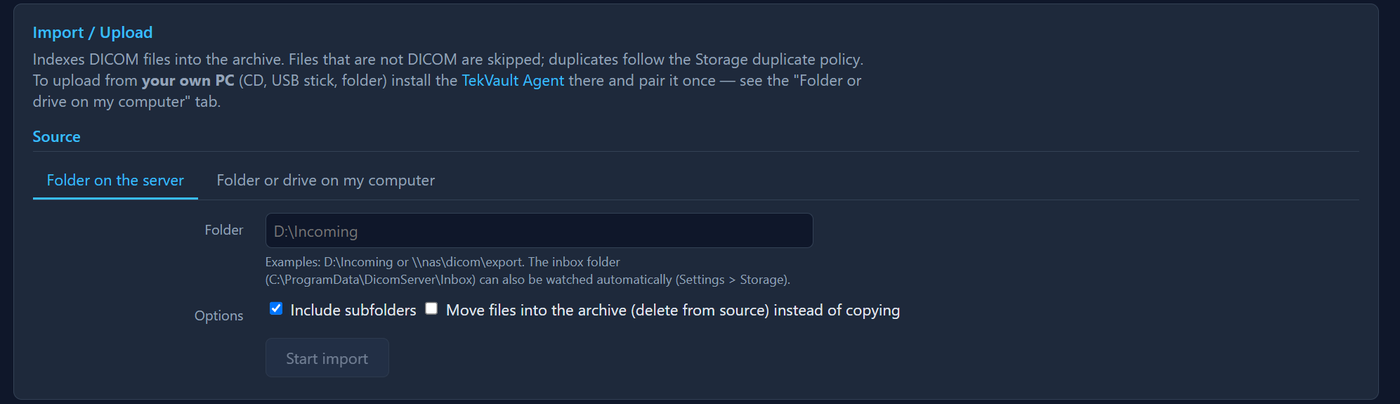 Import / Upload
Indexes DICOM files into the archive. Files that are not DICOM are skipped; duplicates follow the Storage duplicate policy.
To upload from your own PC (CD, USB stick, folder) install the TekVault Agent there and pair it once — see the "Folder or
drive on my computer" tab.
Source
Folder on the server Folder or drive on my computer
Folder D:\Incoming
Examples: D:\Incoming or \\nas\dicom\export. The inbox folder
(C:\ProgramData\DicomServer\Inbox) can also be watched automatically (Settings > Storage).
Options Include subfolders Move files into the archive (delete from source) instead of copying
Start import